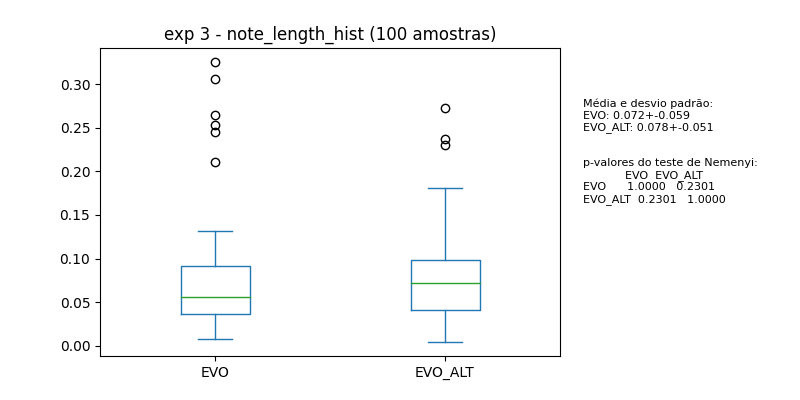 exp 3 - note_length_hist (100 amostras)
0.30
0.25
0.20
0.15
0.10
0.05
0.00
EVO
EVO_ALT
Média e desvio padrão:
EVO: 0.072+-0.059
EVO_ALT: 0.078+-0.051
p-valores do teste de Nemenyi:
EVO EVO_ALT
EVO 1.0000 0.2301
EVO_ALT 0.2301 1.0000